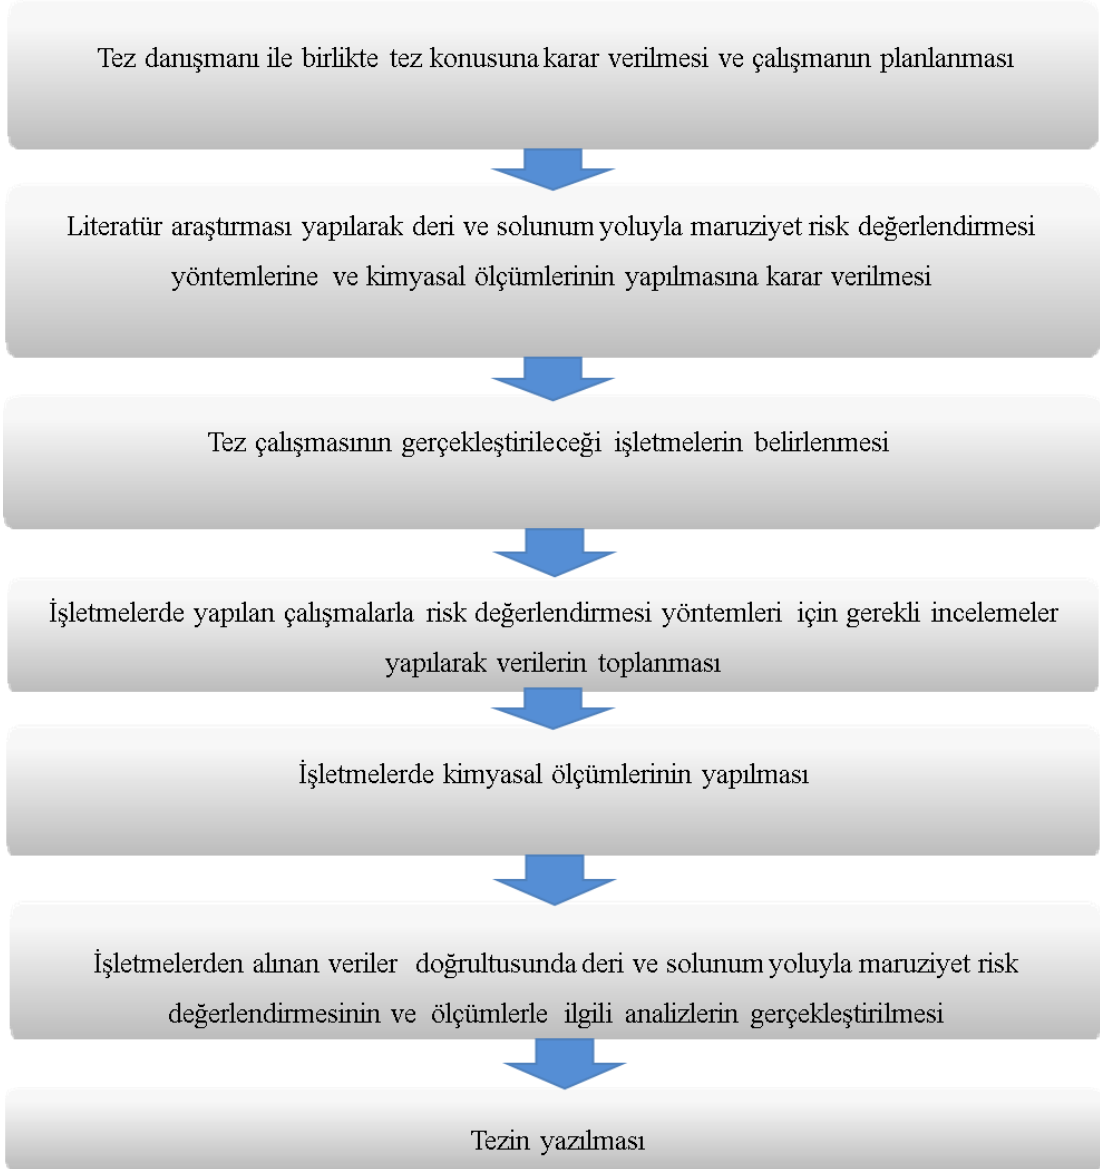 Tez danışmanı ile birlikte tez konusuna karar verilmesi ve çalışmanın planlanması
Literatür araştırması yapılarak deri ve solunum yoluyla maruziyet risk değerlendirmesi
yöntemlerine ve kimyasal ölçümlerinin yapılmasına karar verilmesi
Tez çalışmasının gerçekleştirileceği işletmelerin belirlenmesi
İşletmelerde yapılan çalışmalarla risk değerlendirmesi yöntemleri için gerekli incelemeler
yapılarak verilerin toplanması
İşletmelerde kimyasal ölçümlerinin yapılması
İşletmelerden alınan veriler doğrultusunda deri ve solunum yoluyla maruziyet risk
değerlendirmesinin ve ölçümlerle ilgili analizlerin gerçekleştirilmesi
Tezin yazılması